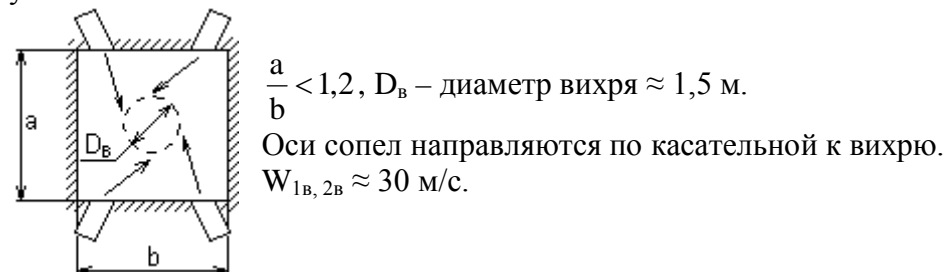 a
D_в
b
a/b < 1,2, D_в – диаметр вихря ≈ 1,5 м.
Оси сопел направляются по касательной к вихрю.
W_1в, 2в ≈ 30 м/с.